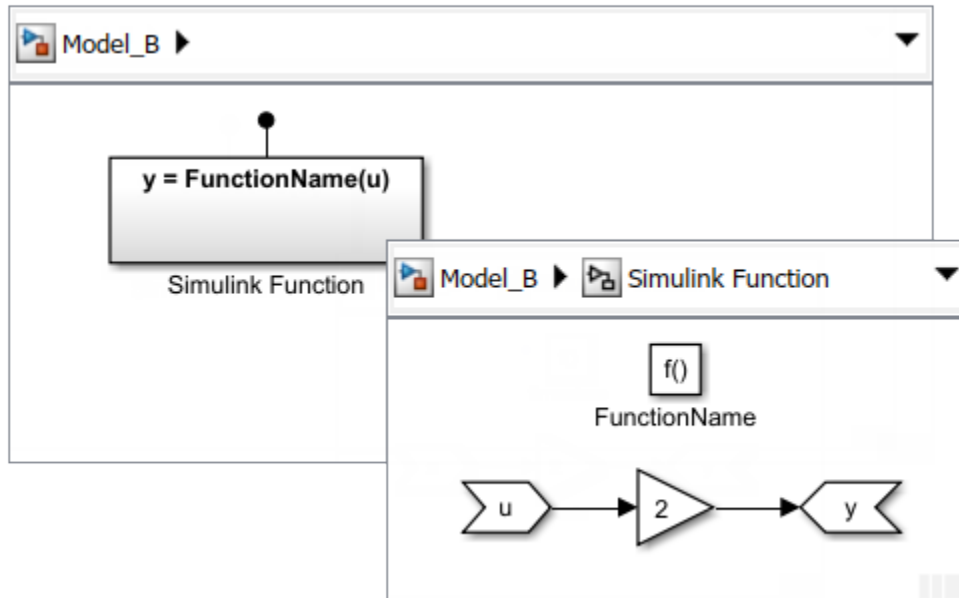 Model_B
y = FunctionName(u)
Simulink Function
Model_B Simulink Function
f()
FunctionName
u
2
y